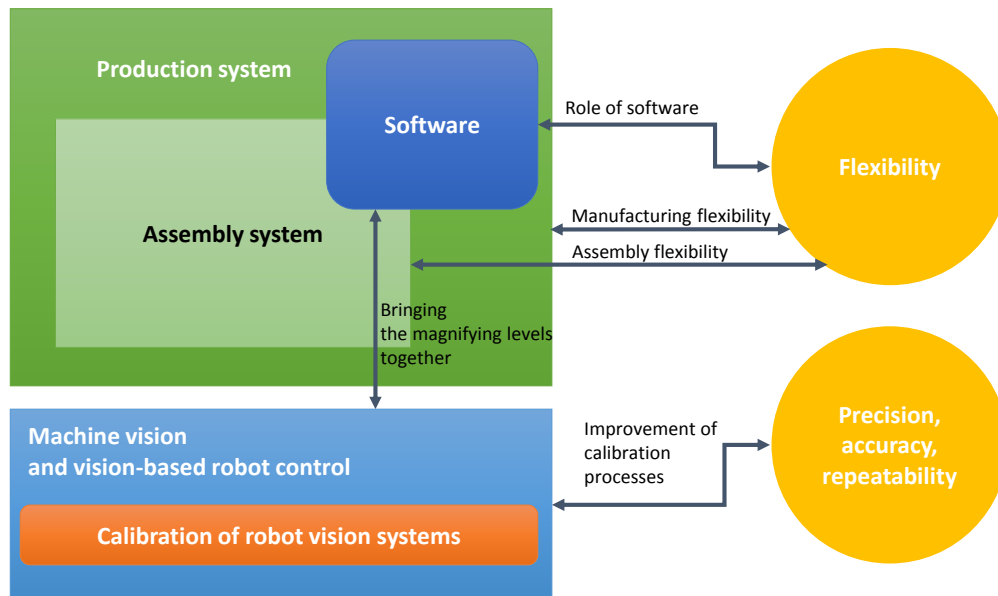 Production system
Software
Assembly system
Role of software
Flexibility
Manufacturing flexibility
Assembly flexibility
Bringing
the magnifying levels
together
Machine vision
and vision-based robot control
Calibration of robot vision systems
Improvement of
calibration
processes
Precision,
accuracy,
repeatability